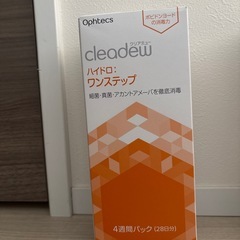 Ophtecs
ポビドンヨード
の消毒力
cleadew
クリアデュー
ハイドロ:
ワンステップ
細菌・真菌・アカントアメーバを徹底消毒
4週間パック(28日分)